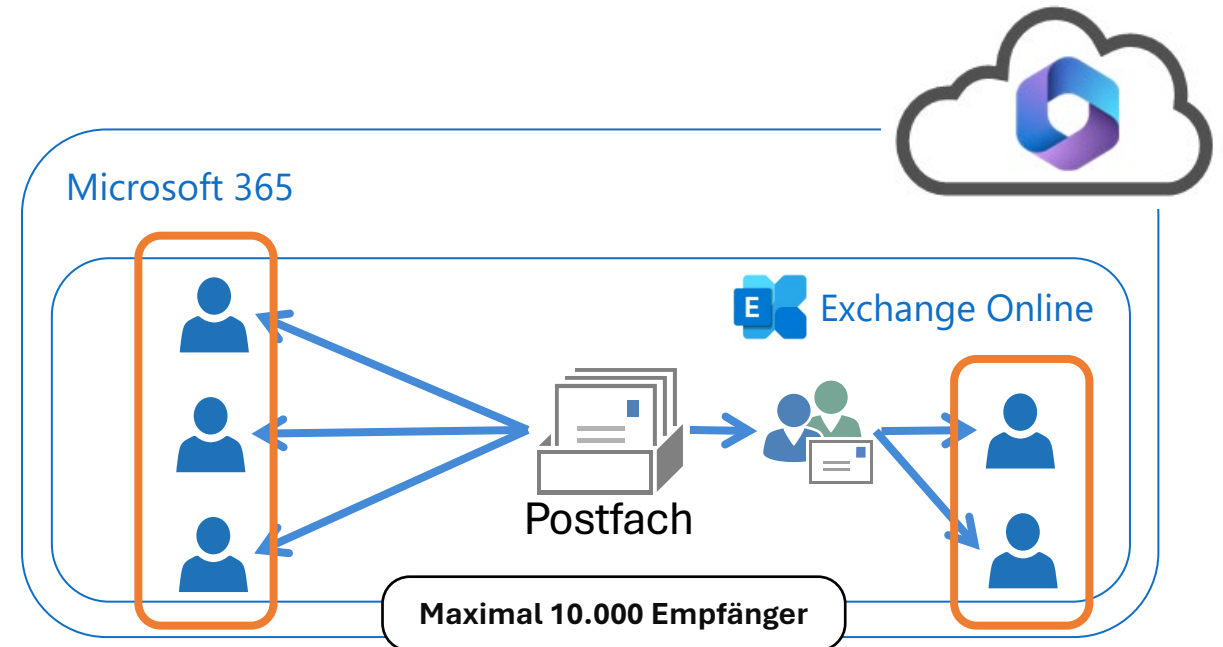 Microsoft 365
E
Exchange Online
Postfach
Maximal 10.000 Empfänger